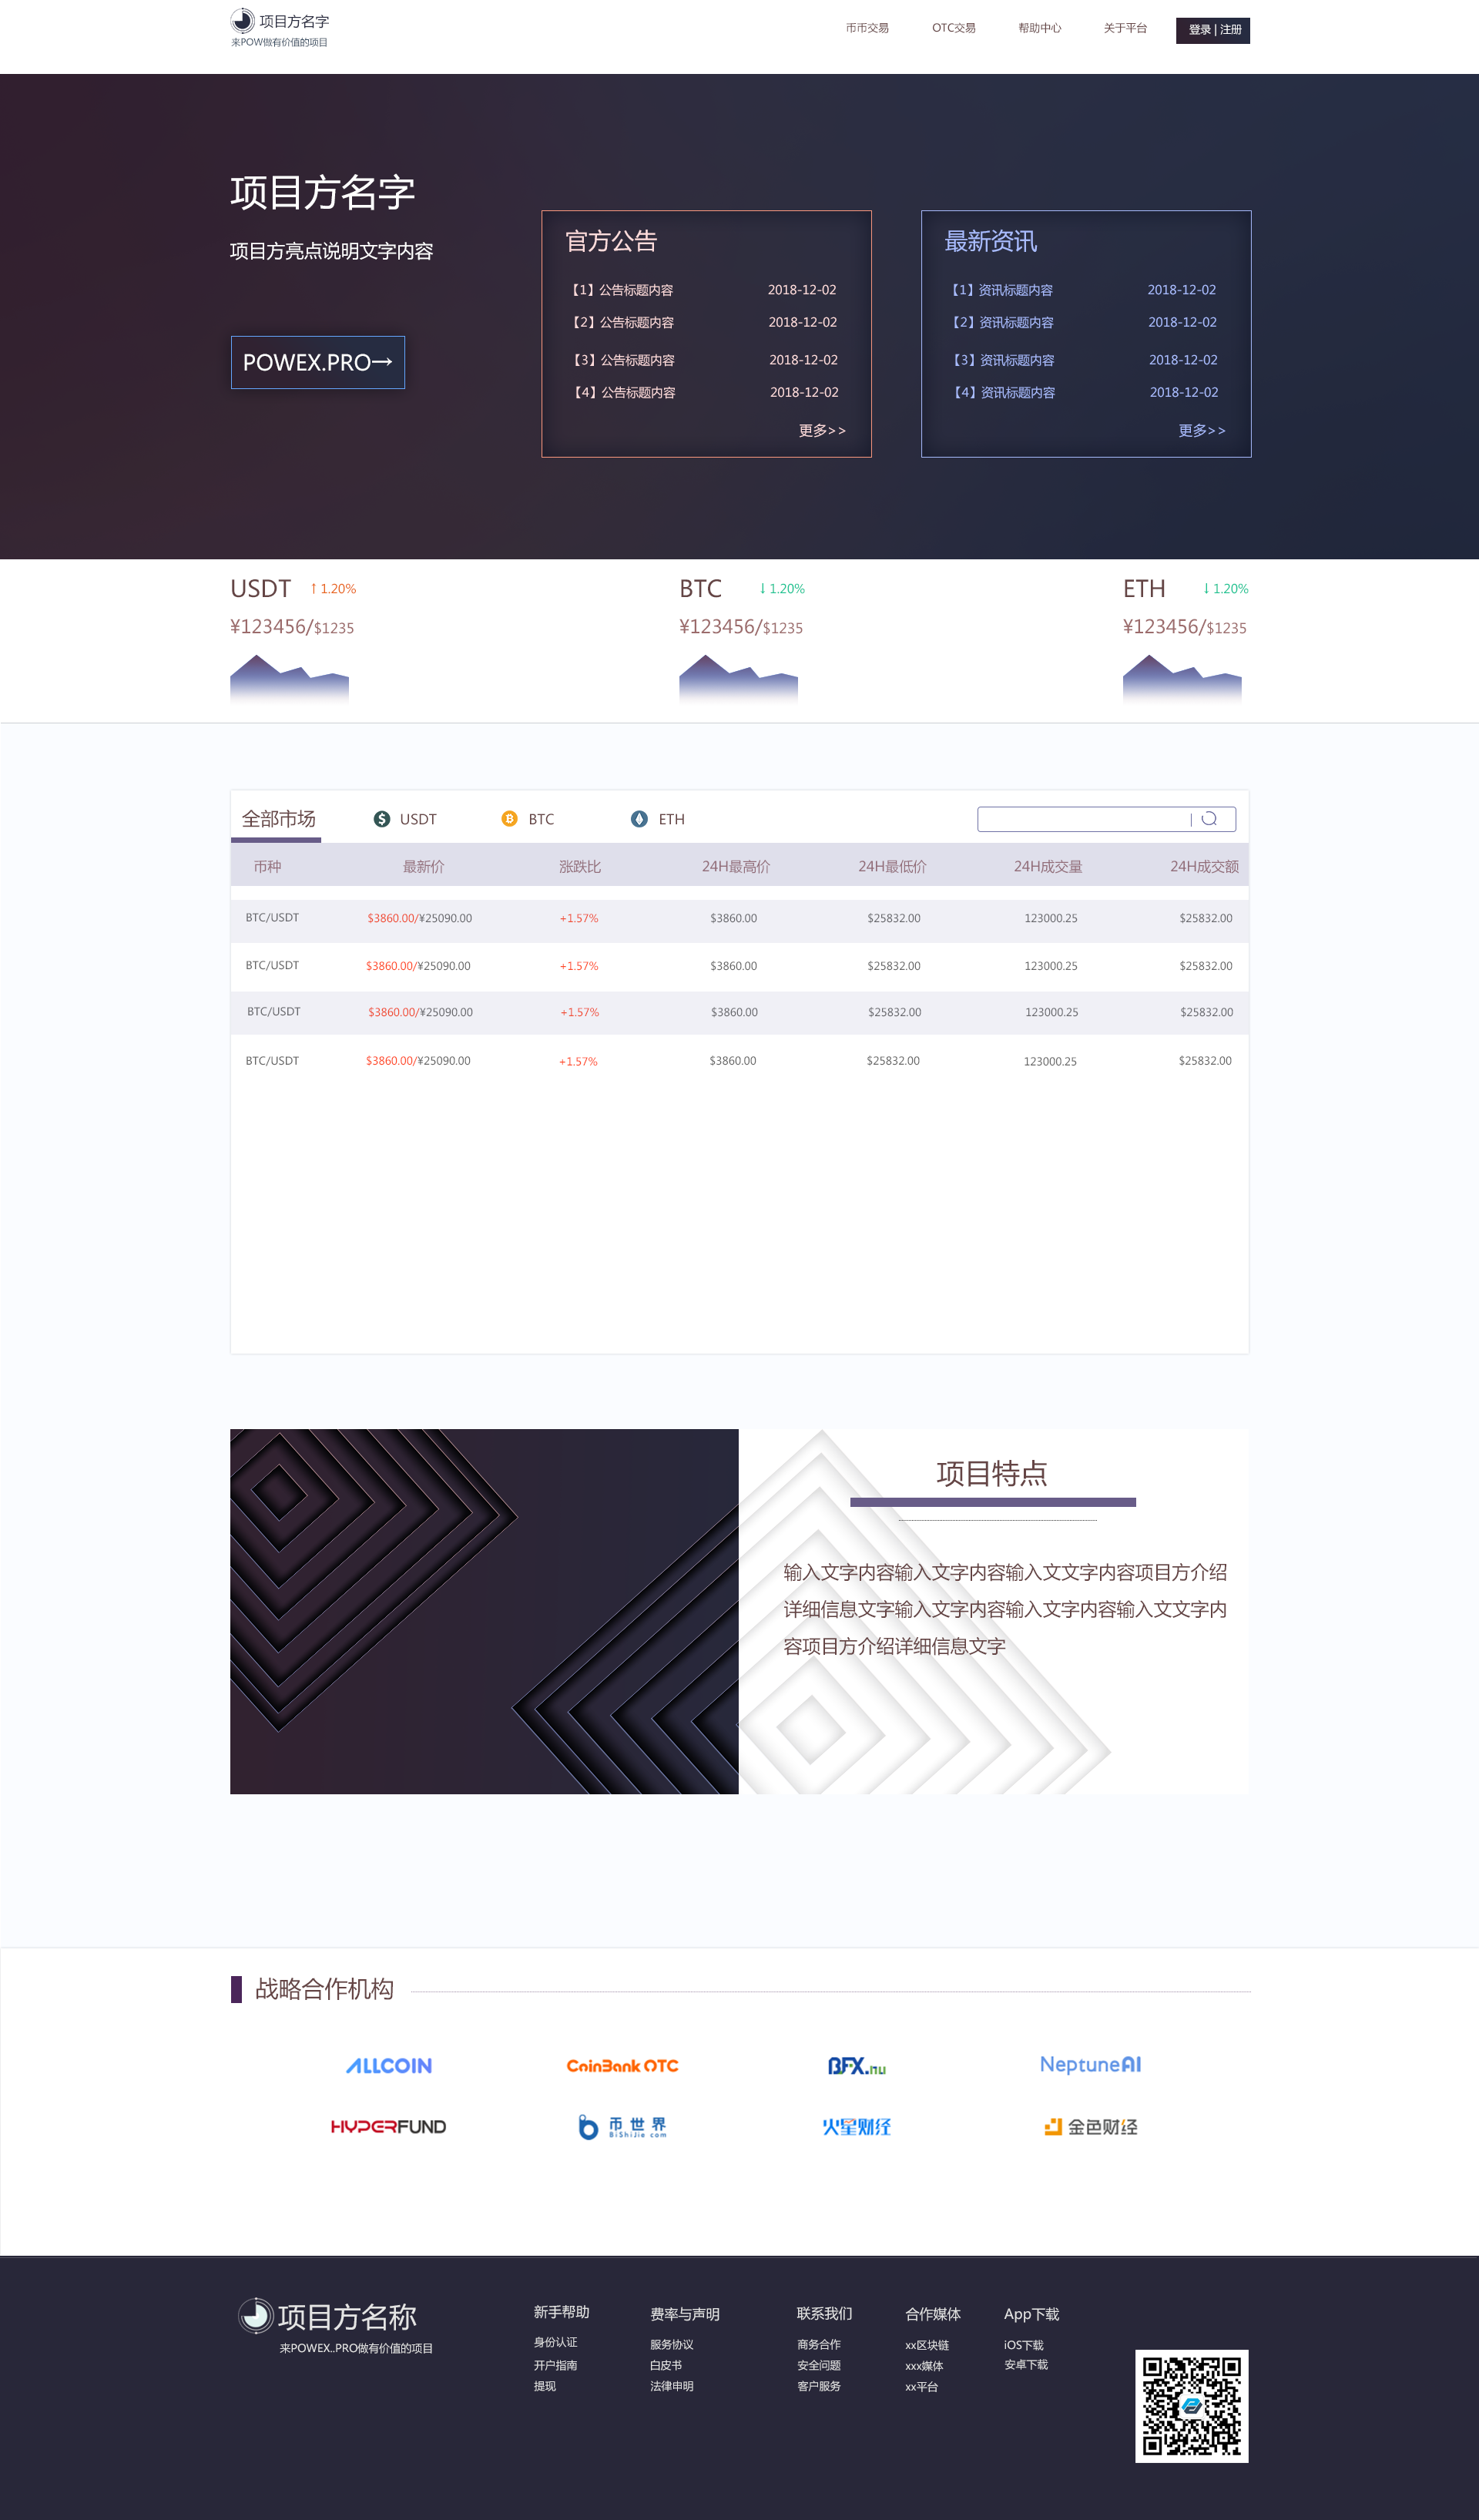 项目方名字
来POW做有价值的项目
币币交易 OTC交易 帮助中心 关于平台 登录 | 注册
项目方名字
项目方亮点说明文字内容
POWEX.PRO→
官方公告
【1】公告标题内容 2018-12-02
【2】公告标题内容 2018-12-02
【3】公告标题内容 2018-12-02
【4】公告标题内容 2018-12-02
更多>>
最新资讯
【1】资讯标题内容 2018-12-02
【2】资讯标题内容 2018-12-02
【3】资讯标题内容 2018-12-02
【4】资讯标题内容 2018-12-02
更多>>
USDT ↑1.20%
¥123456/$1235
BTC ↓1.20%
¥123456/$1235
ETH ↓1.20%
¥123456/$1235
全部市场 USDT BTC ETH
币种 最新价 涨跌比 24H最高价 24H最低价 24H成交量 24H成交额
BTC/USDT $3860.00/¥25090.00 +1.57% $3860.00 $25832.00 123000.25 $25832.00
BTC/USDT $3860.00/¥25090.00 +1.57% $3860.00 $25832.00 123000.25 $25832.00
BTC/USDT $3860.00/¥25090.00 +1.57% $3860.00 $25832.00 123000.25 $25832.00
BTC/USDT $3860.00/¥25090.00 +1.57% $3860.00 $25832.00 123000.25 $25832.00
项目特点
输入文字内容输入文字内容输入文文字内容项目方介绍
详细信息文字输入文字内容输入文字内容输入文文字内
容项目方介绍详细信息文字
战略合作机构
ALLCOIN CoinBank OTC BFX.nu NeptuneAI
HYPERFUND 币世界 BiShiJie.com 火星财经 金色财经
项目方名称
来POWEX..PRO做有价值的项目
新手帮助
身份认证
开户指南
提现
费率与声明
服务协议
白皮书
法律申明
联系我们
商务合作
安全问题
客户服务
合作媒体
xx区块链
xxx媒体
xx平台
App下载
iOS下载
安卓下载